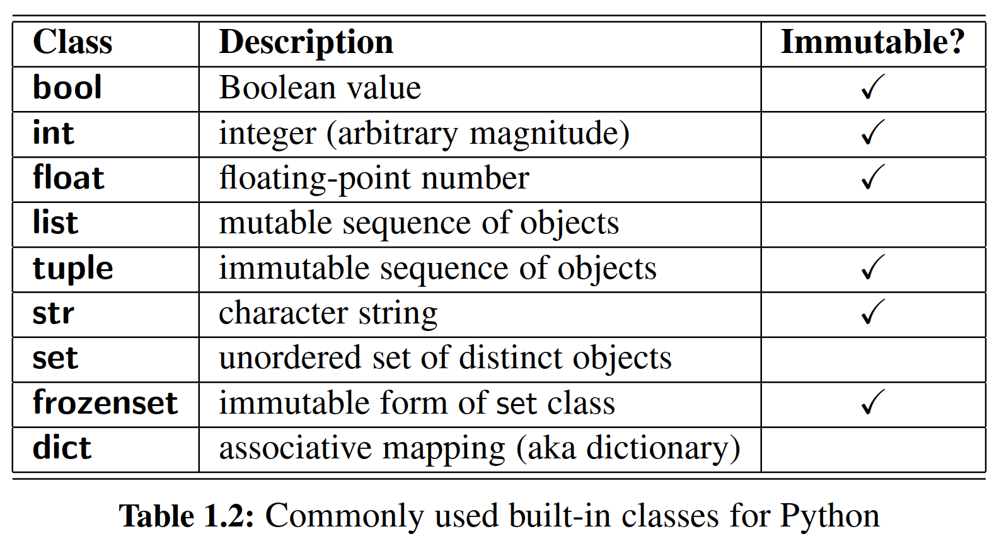 Class Description Immutable?
bool Boolean value ✓
int integer (arbitrary magnitude) ✓
float floating-point number ✓
list mutable sequence of objects
tuple immutable sequence of objects ✓
str character string ✓
set unordered set of distinct objects
frozenset immutable form of set class ✓
dict associative mapping (aka dictionary)
Table 1.2: Commonly used built-in classes for Python